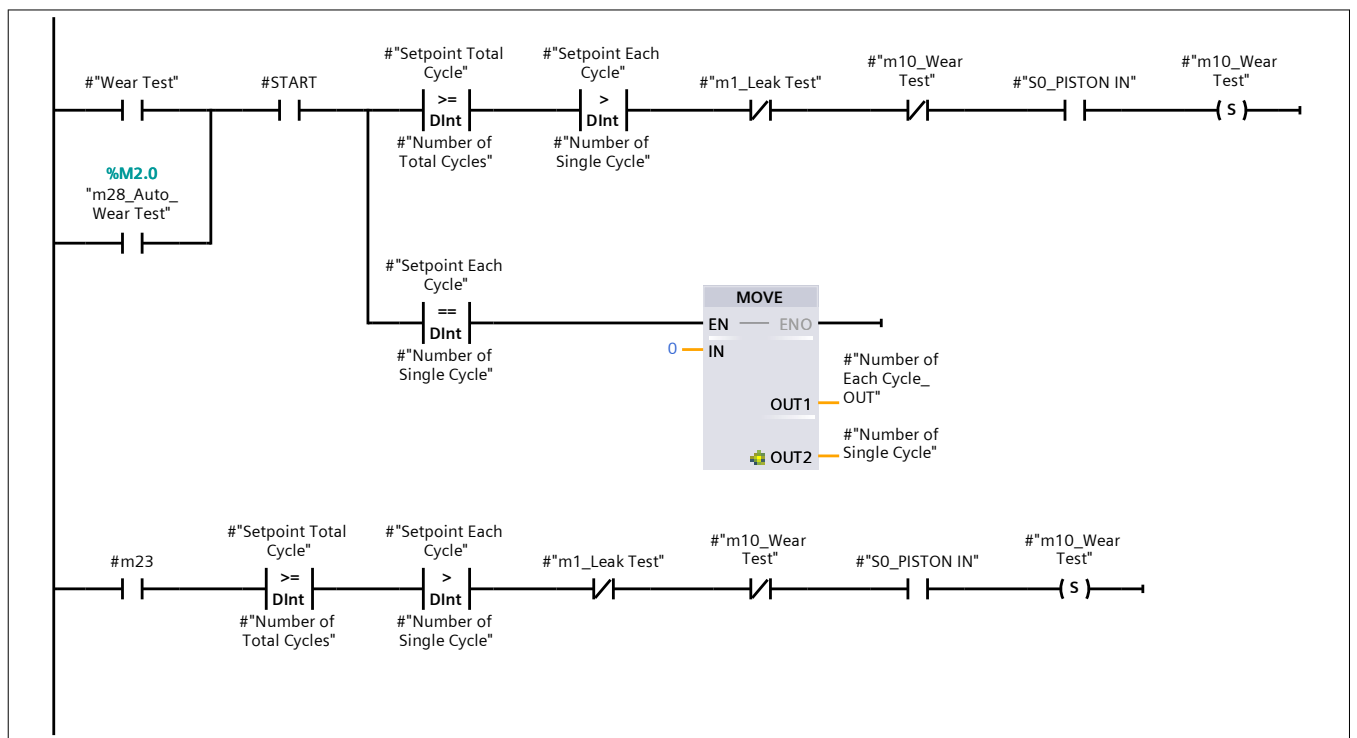 #"Setpoint Total
Cycle"
#"Setpoint Each
Cycle"
#"Wear Test"
#START
>=
DInt
>
DInt
#"m1_Leak Test"
#"m10_Wear
Test"
#"S0_PISTON IN"
#"m10_Wear
Test"
S
#"Number of
Total Cycles"
#"Number of
Single Cycle"
%M2.0
"m28_Auto_
Wear Test"
#"Setpoint Each
Cycle"
==
DInt
#"Number of
Single Cycle"
MOVE
EN
ENO
0
IN
OUT1
#"Number of
Each Cycle_
OUT"
OUT2
#"Number of
Single Cycle"
#m23
#"Setpoint Total
Cycle"
>=
DInt
#"Number of
Total Cycles"
#"Setpoint Each
Cycle"
>
DInt
#"Number of
Single Cycle"
#"m1_Leak Test"
#"m10_Wear
Test"
#"S0_PISTON IN"
#"m10_Wear
Test"
S